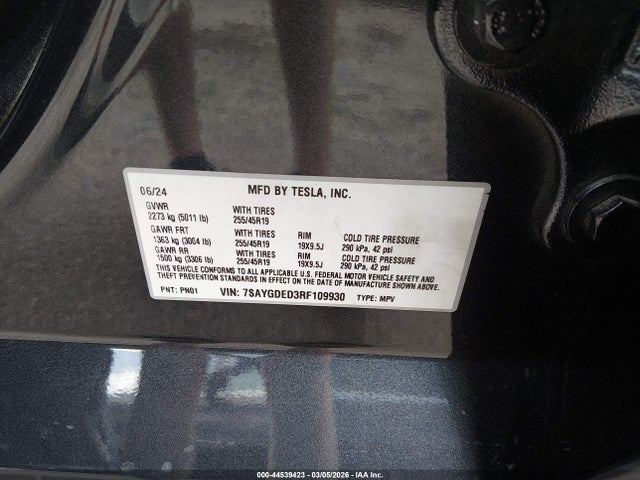 06/24 MFD BY TESLA, INC.
GVWR WITH TIRES
2273 kg (5011 lb) 255/45R19
GAWR FRT WITH TIRES RIM COLD TIRE PRESSURE
1363 kg (3004 lb) 255/45R19 19X9.5J 290 kPa, 42 psi
GAWR RR WITH TIRES RIM COLD TIRE PRESSURE
1500 kg (3306 lb) 255/45R19 19X9.5J 290 kPa, 42 psi
THIS VEHICLE CONFORMS TO ALL APPLICABLE U.S. FEDERAL MOTOR VEHICLE SAFETY AND
THEFT PREVENTION STANDARDS IN EFFECT ON THE DATE OF MANUFACTURE SHOWN ABOVE.
PNT: PN01 VIN: 7SAYGDED3RF109930 TYPE: MPV
000-44539423 - 03/05/2026 - IAA Inc.